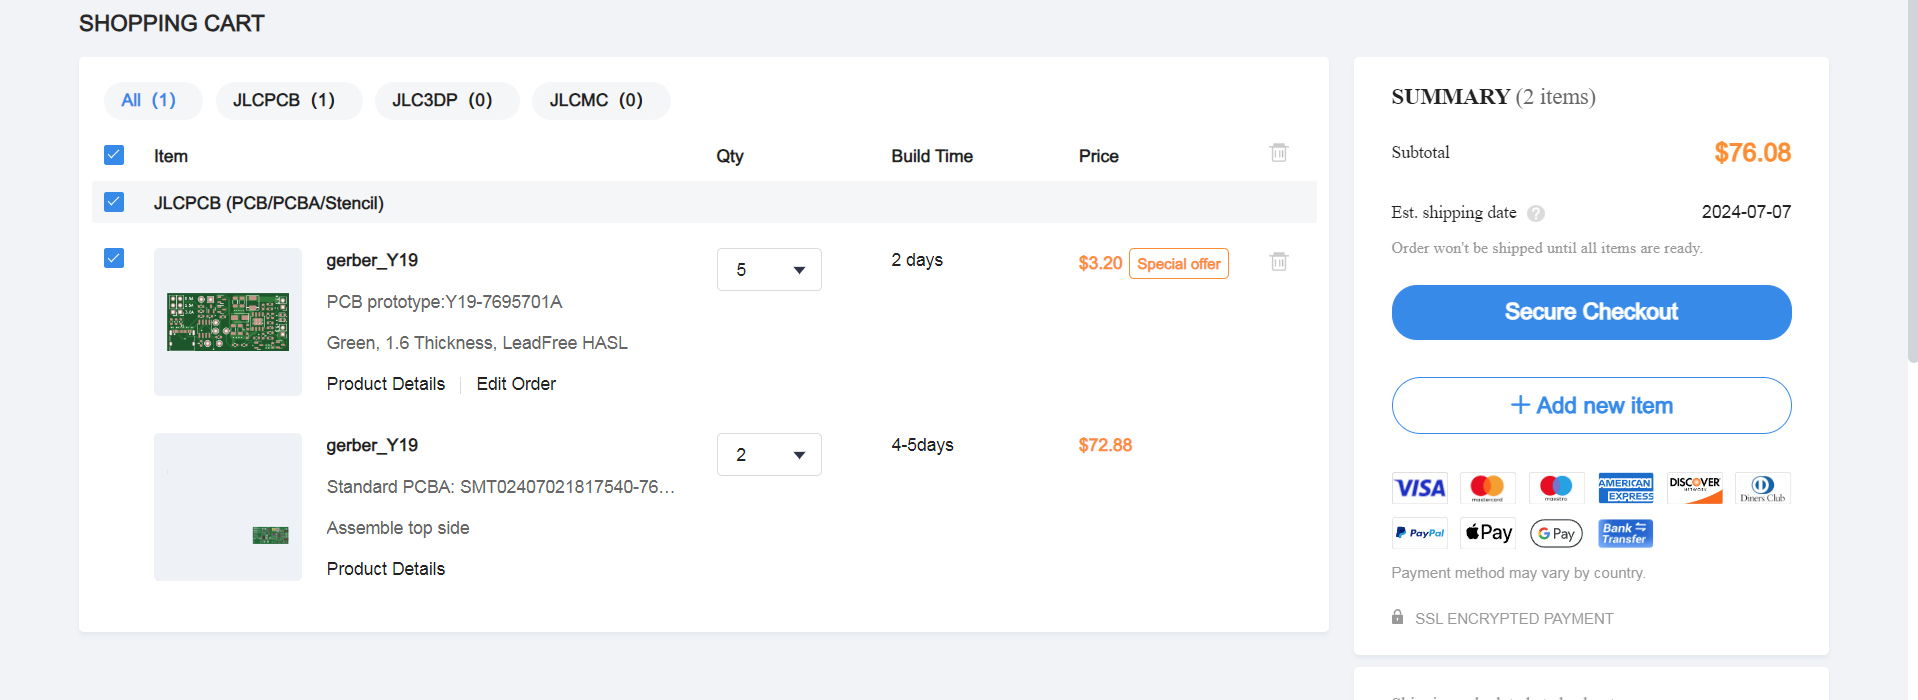 SHOPPING CART
All (1) JLCPCB (1) JLC3DP (0) JLCMC (0)
Item Qty Build Time Price
JLCPCB (PCB/PCBA/Stencil)
gerber_Y19 5 2 days $3.20 Special offer
PCB prototype:Y19-7695701A
Green, 1.6 Thickness, LeadFree HASL
Product Details Edit Order
gerber_Y19 2 4-5days $72.88
Standard PCBA: SMT02407021817540-76…
Assemble top side
Product Details
SUMMARY (2 items)
Subtotal $76.08
Est. shipping date ? 2024-07-07
Order won't be shipped until all items are ready.
Secure Checkout
+ Add new item
VISA mastercard maestro AMERICAN EXPRESS DISCOVER NETWORK Diners Club
PayPal Pay G Pay Bank Transfer
Payment method may vary by country.
SSL ENCRYPTED PAYMENT